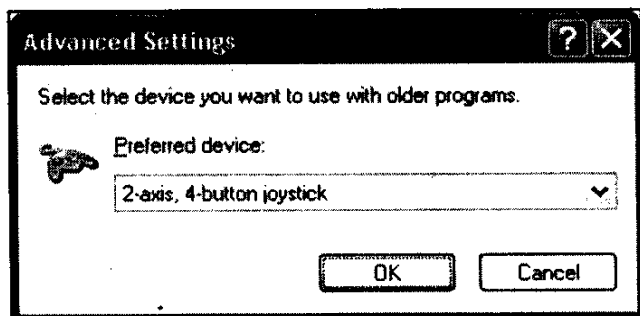 Advanced Settings
Select the device you want to use with older programs.
Preferred device:
2-axis, 4-button joystick
OK
Cancel